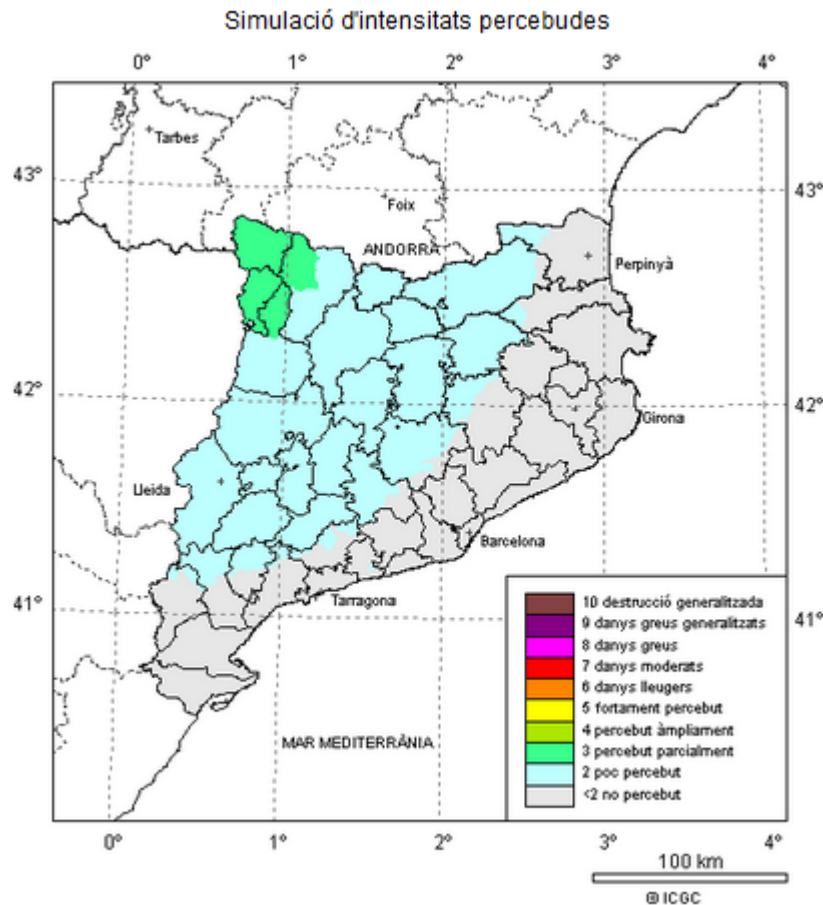 Simulació d'intensitats percebudes
0° 1° 2° 3° 4°
Tarbes
43° 43°
Foix
ANDORRA
Perpinyà
42° 42°
Girona
Lleida
Barcelona
Tarragona
41° 41°
10 destrucció generalitzada
9 danys greus generalitzats
8 danys greus
7 danys moderats
6 danys lleugers
5 fortament percebut
4 percebut àmpliament
3 percebut parcialment
2 poc percebut
<2 no percebut
MAR MEDITERRÀNIA
0° 1° 2° 3° 4°
100 km
© ICGC